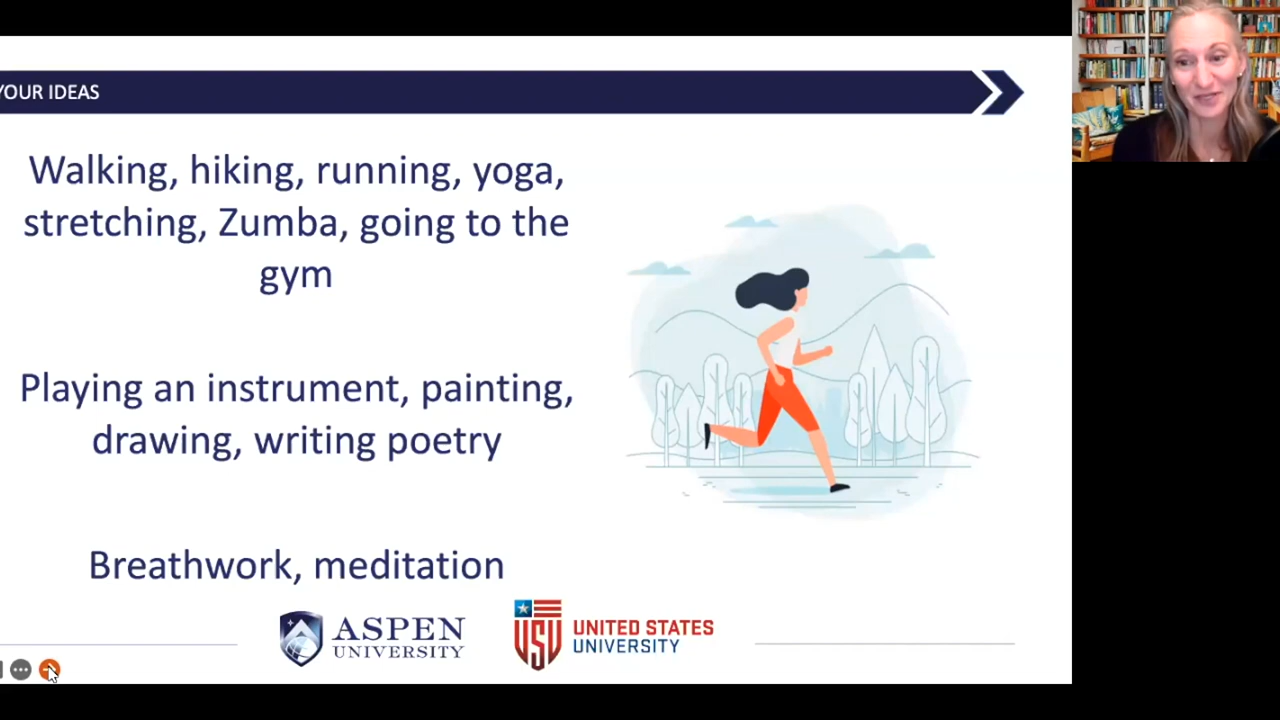 YOUR IDEAS
Walking, hiking, running, yoga,
stretching, Zumba, going to the
gym
Playing an instrument, painting,
drawing, writing poetry
Breathwork, meditation
ASPEN
UNIVERSITY
USU
UNITED STATES
UNIVERSITY